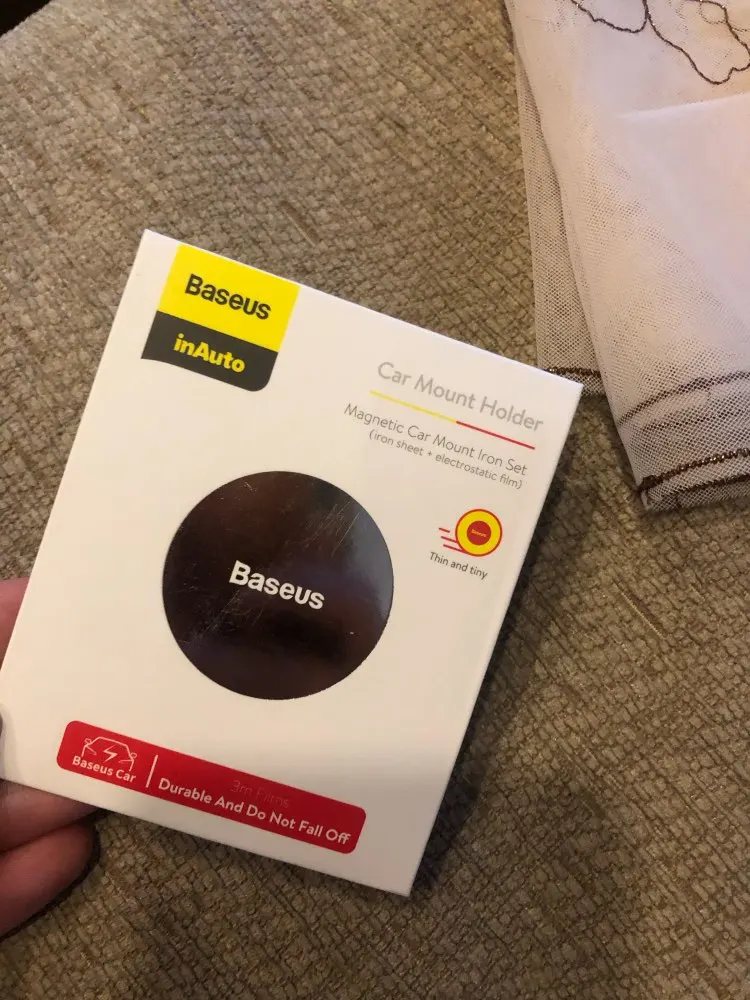 Baseus
inAuto
Car Mount Holder
Magnetic Car Mount Iron Set
(iron sheet + electrostatic film)
Baseus
Thin and tiny
Baseus
3m Films
Baseus Car
Durable And Do Not Fall Off